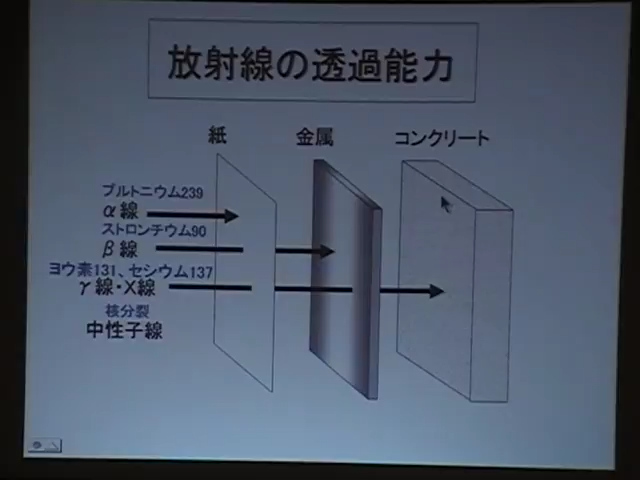 放射線の透過能力
紙 金属 コンクリート
プルトニウム239
α線
ストロンチウム90
β線
ヨウ素131、セシウム137
γ線・X線
核分裂
中性子線